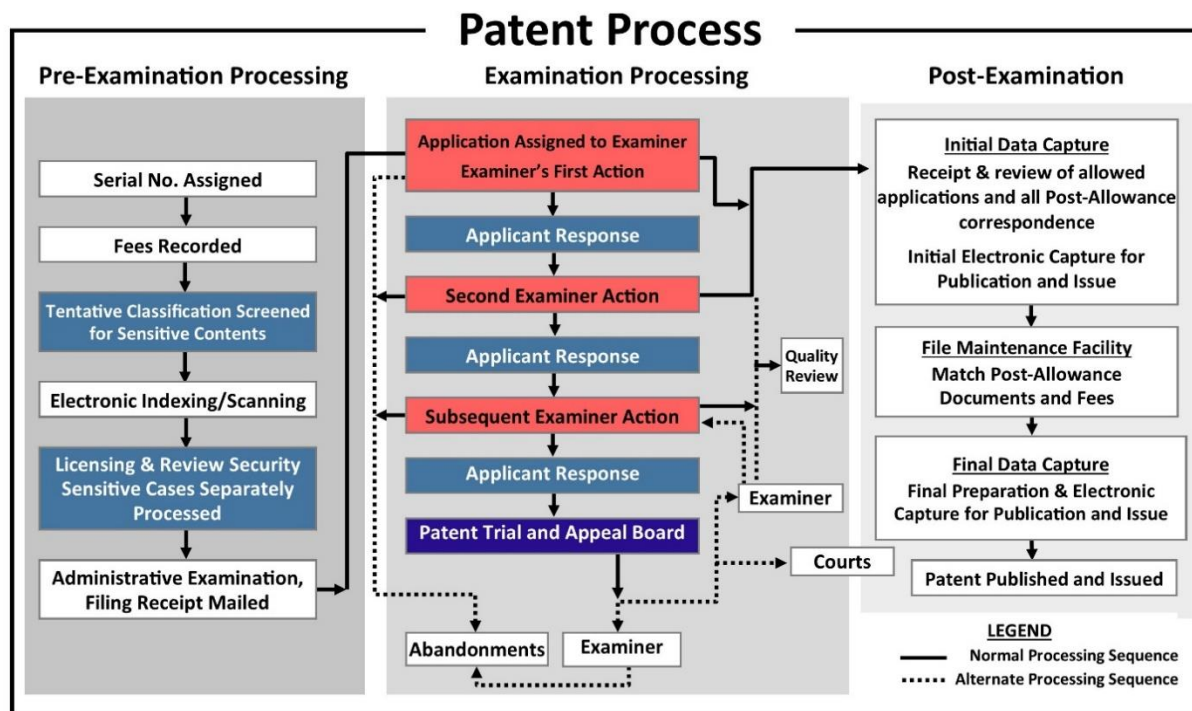 Patent Process
Pre-Examination Processing
Serial No. Assigned
Fees Recorded
Tentative Classification Screened
for Sensitive Contents
Electronic Indexing/Scanning
Licensing & Review Security
Sensitive Cases Separately
Processed
Administrative Examination,
Filing Receipt Mailed
Examination Processing
Application Assigned to Examiner
Examiner's First Action
Applicant Response
Second Examiner Action
Applicant Response
Quality
Review
Subsequent Examiner Action
Applicant Response
Examiner
Patent Trial and Appeal Board
Courts
Abandonments
Examiner
Post-Examination
Initial Data Capture
Receipt & review of allowed
applications and all Post-Allowance
correspondence
Initial Electronic Capture for
Publication and Issue
File Maintenance Facility
Match Post-Allowance
Documents and Fees
Final Data Capture
Final Preparation & Electronic
Capture for Publication and Issue
Patent Published and Issued
LEGEND
Normal Processing Sequence
Alternate Processing Sequence